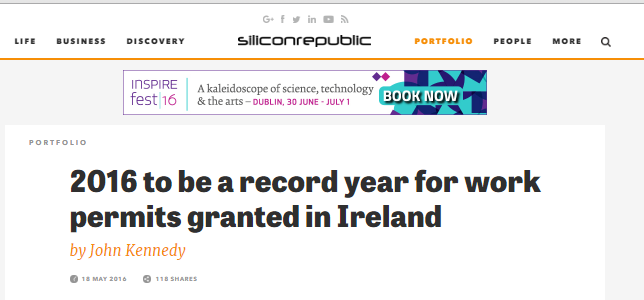 G+ f in
LIFE BUSINESS DISCOVERY siliconrepublic PORTFOLIO PEOPLE MORE
INSPIRE
fest 16
A kaleidoscope of science, technology
& the arts – DUBLIN, 30 JUNE - JULY 1
BOOK NOW
PORTFOLIO
2016 to be a record year for work
permits granted in Ireland
by John Kennedy
18 MAY 2016 118 SHARES